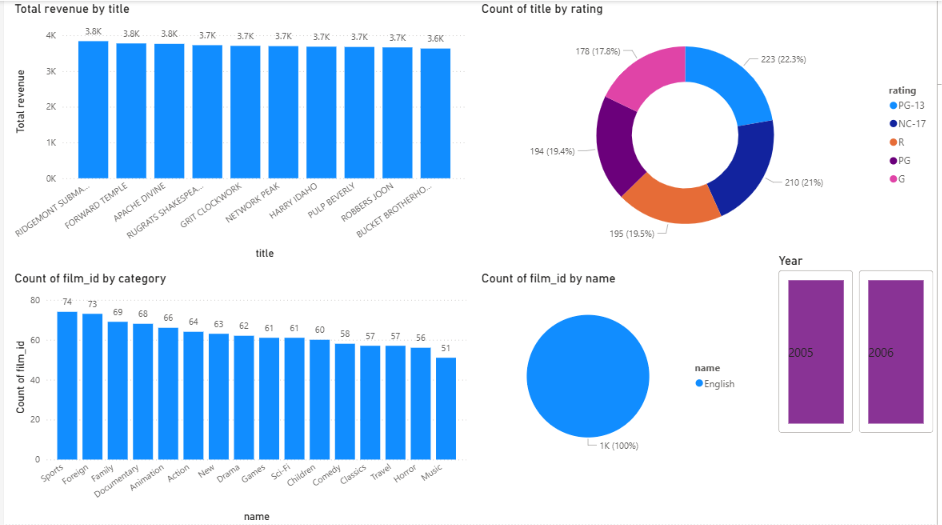 Total revenue by title
4K
3K
2K
1K
0K
Total revenue
3.8K
3.8K
3.8K
3.7K
3.7K
3.7K
3.7K
3.7K
3.7K
3.6K
RIDGEMONT SUBMA...
FORWARD TEMPLE
APACHE DIVINE
RUGRATS SHAKESPEA...
GRIT CLOCKWORK
NETWORK PEAK
HARRY IDAHO
PULP BEVERLY
ROBBERS JOON
BUCKET BROTHERHO...
title
Count of title by rating
178 (17.8%)
223 (22.3%)
194 (19.4%)
210 (21%)
195 (19.5%)
rating
PG-13
NC-17
R
PG
G
Count of film_id by category
80
60
40
20
0
Count of film_id
74
73
69
68
66
64
63
62
61
61
60
58
57
57
56
51
Sports
Foreign
Family
Documentary
Animation
Action
New
Drama
Games
Sci-Fi
Children
Comedy
Classics
Travel
Horror
Music
name
Count of film_id by name
1K (100%)
name
English
Year
2005
2006